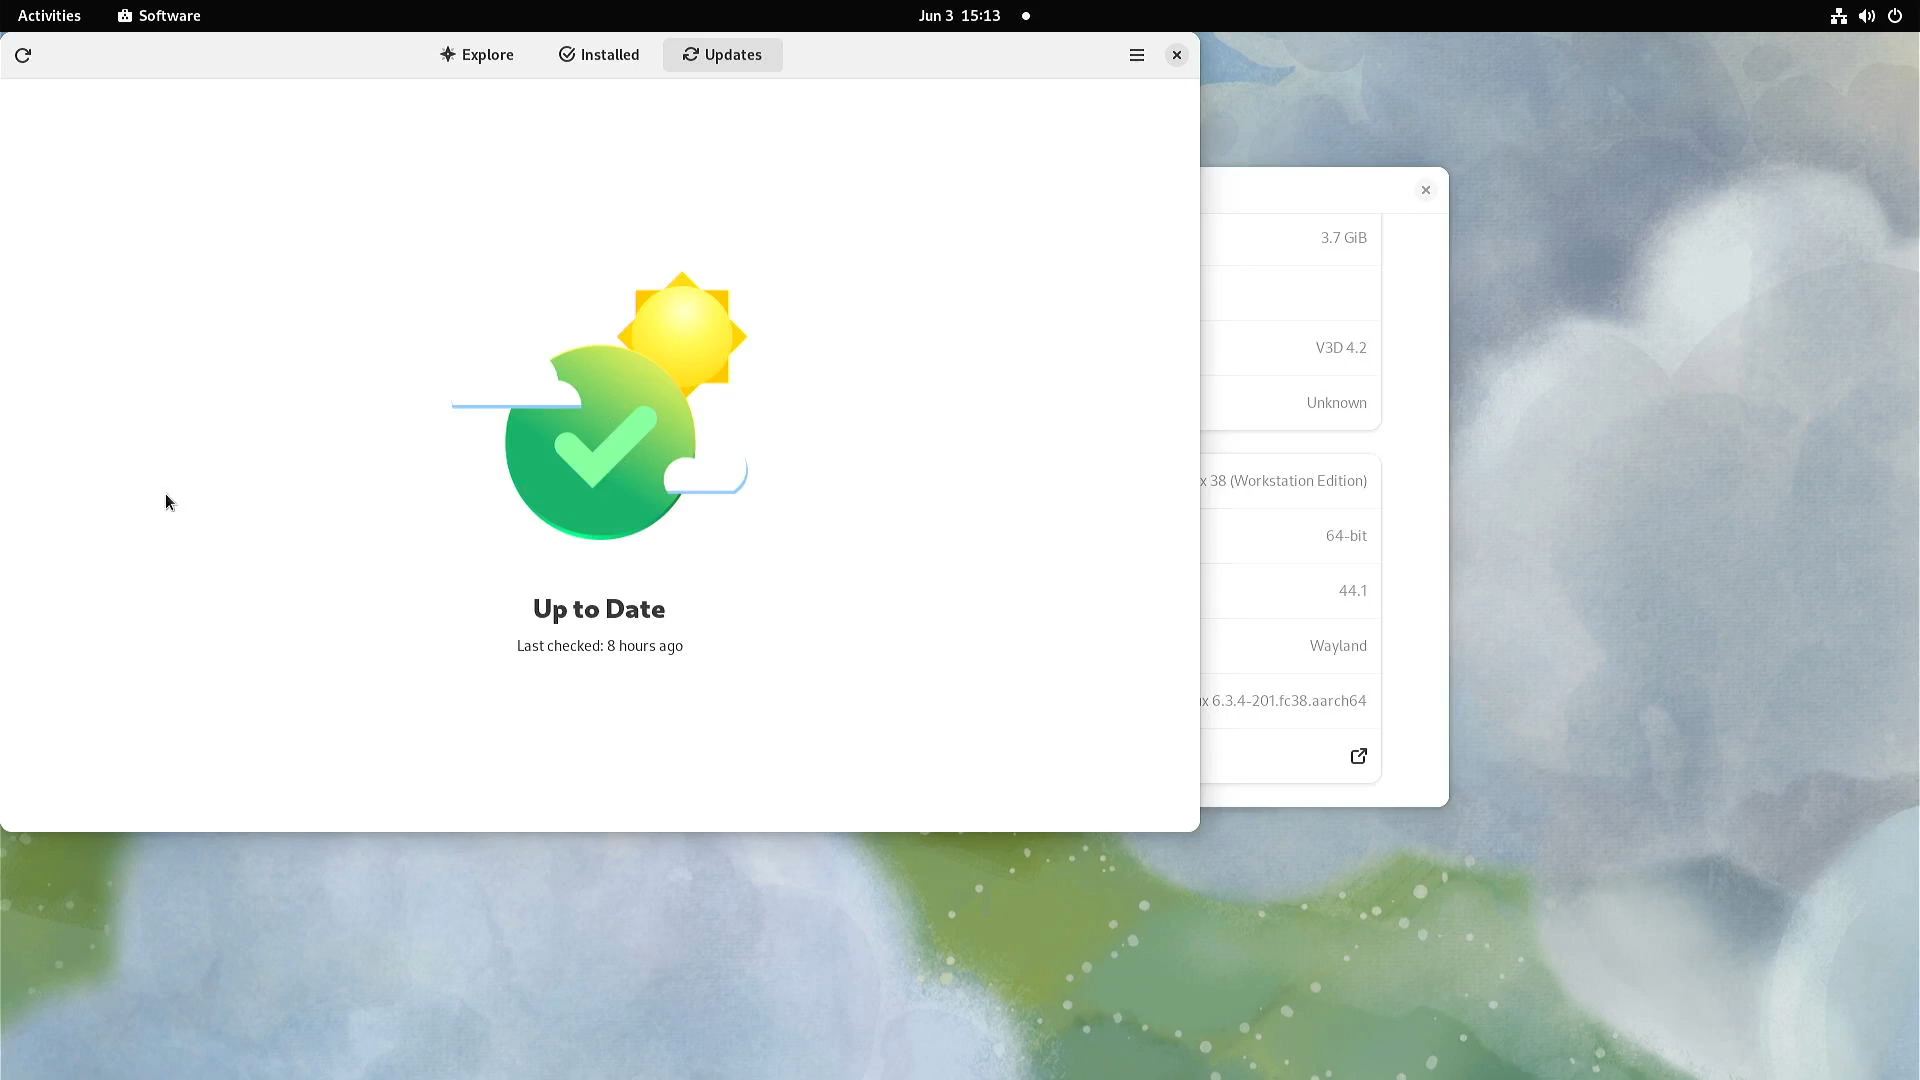 Activities Software Jun 3 15:13
Explore Installed Updates
Up to Date
Last checked: 8 hours ago
3.7 GiB
V3D 4.2
Unknown
38 (Workstation Edition)
64-bit
44.1
Wayland
6.3.4-201.fc38.aarch64